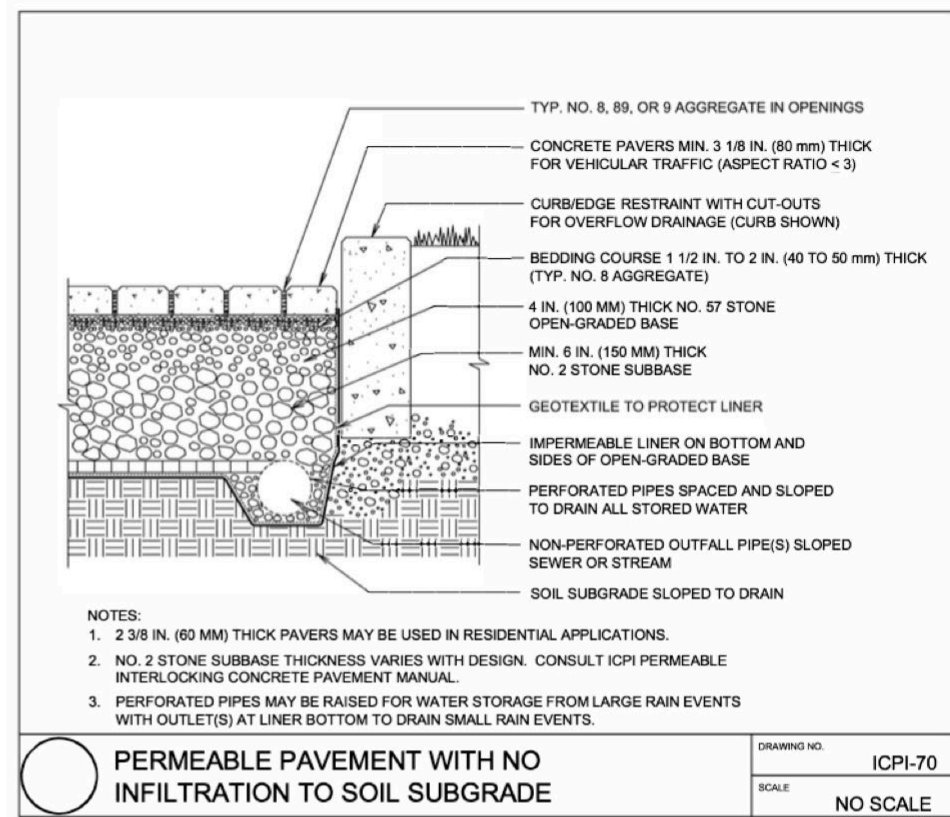 TYP. NO. 8, 89, OR 9 AGGREGATE IN OPENINGS
CONCRETE PAVERS MIN. 3 1/8 IN. (80 mm) THICK
FOR VEHICULAR TRAFFIC (ASPECT RATIO < 3)
CURB/EDGE RESTRAINT WITH CUT-OUTS
FOR OVERFLOW DRAINAGE (CURB SHOWN)
BEDDING COURSE 1 1/2 IN. TO 2 IN. (40 TO 50 mm) THICK
(TYP. NO. 8 AGGREGATE)
4 IN. (100 MM) THICK NO. 57 STONE
OPEN-GRADED BASE
MIN. 6 IN. (150 MM) THICK
NO. 2 STONE SUBBASE
GEOTEXTILE TO PROTECT LINER
IMPERMEABLE LINER ON BOTTOM AND
SIDES OF OPEN-GRADED BASE
PERFORATED PIPES SPACED AND SLOPED
TO DRAIN ALL STORED WATER
NON-PERFORATED OUTFALL PIPE(S) SLOPED
SEWER OR STREAM
SOIL SUBGRADE SLOPED TO DRAIN
NOTES:
1. 2 3/8 IN. (60 MM) THICK PAVERS MAY BE USED IN RESIDENTIAL APPLICATIONS.
2. NO. 2 STONE SUBBASE THICKNESS VARIES WITH DESIGN. CONSULT ICPI PERMEABLE
INTERLOCKING CONCRETE PAVEMENT MANUAL.
3. PERFORATED PIPES MAY BE RAISED FOR WATER STORAGE FROM LARGE RAIN EVENTS
WITH OUTLET(S) AT LINER BOTTOM TO DRAIN SMALL RAIN EVENTS.
PERMEABLE PAVEMENT WITH NO
INFILTRATION TO SOIL SUBGRADE
DRAWING NO.
ICPI-70
SCALE
NO SCALE